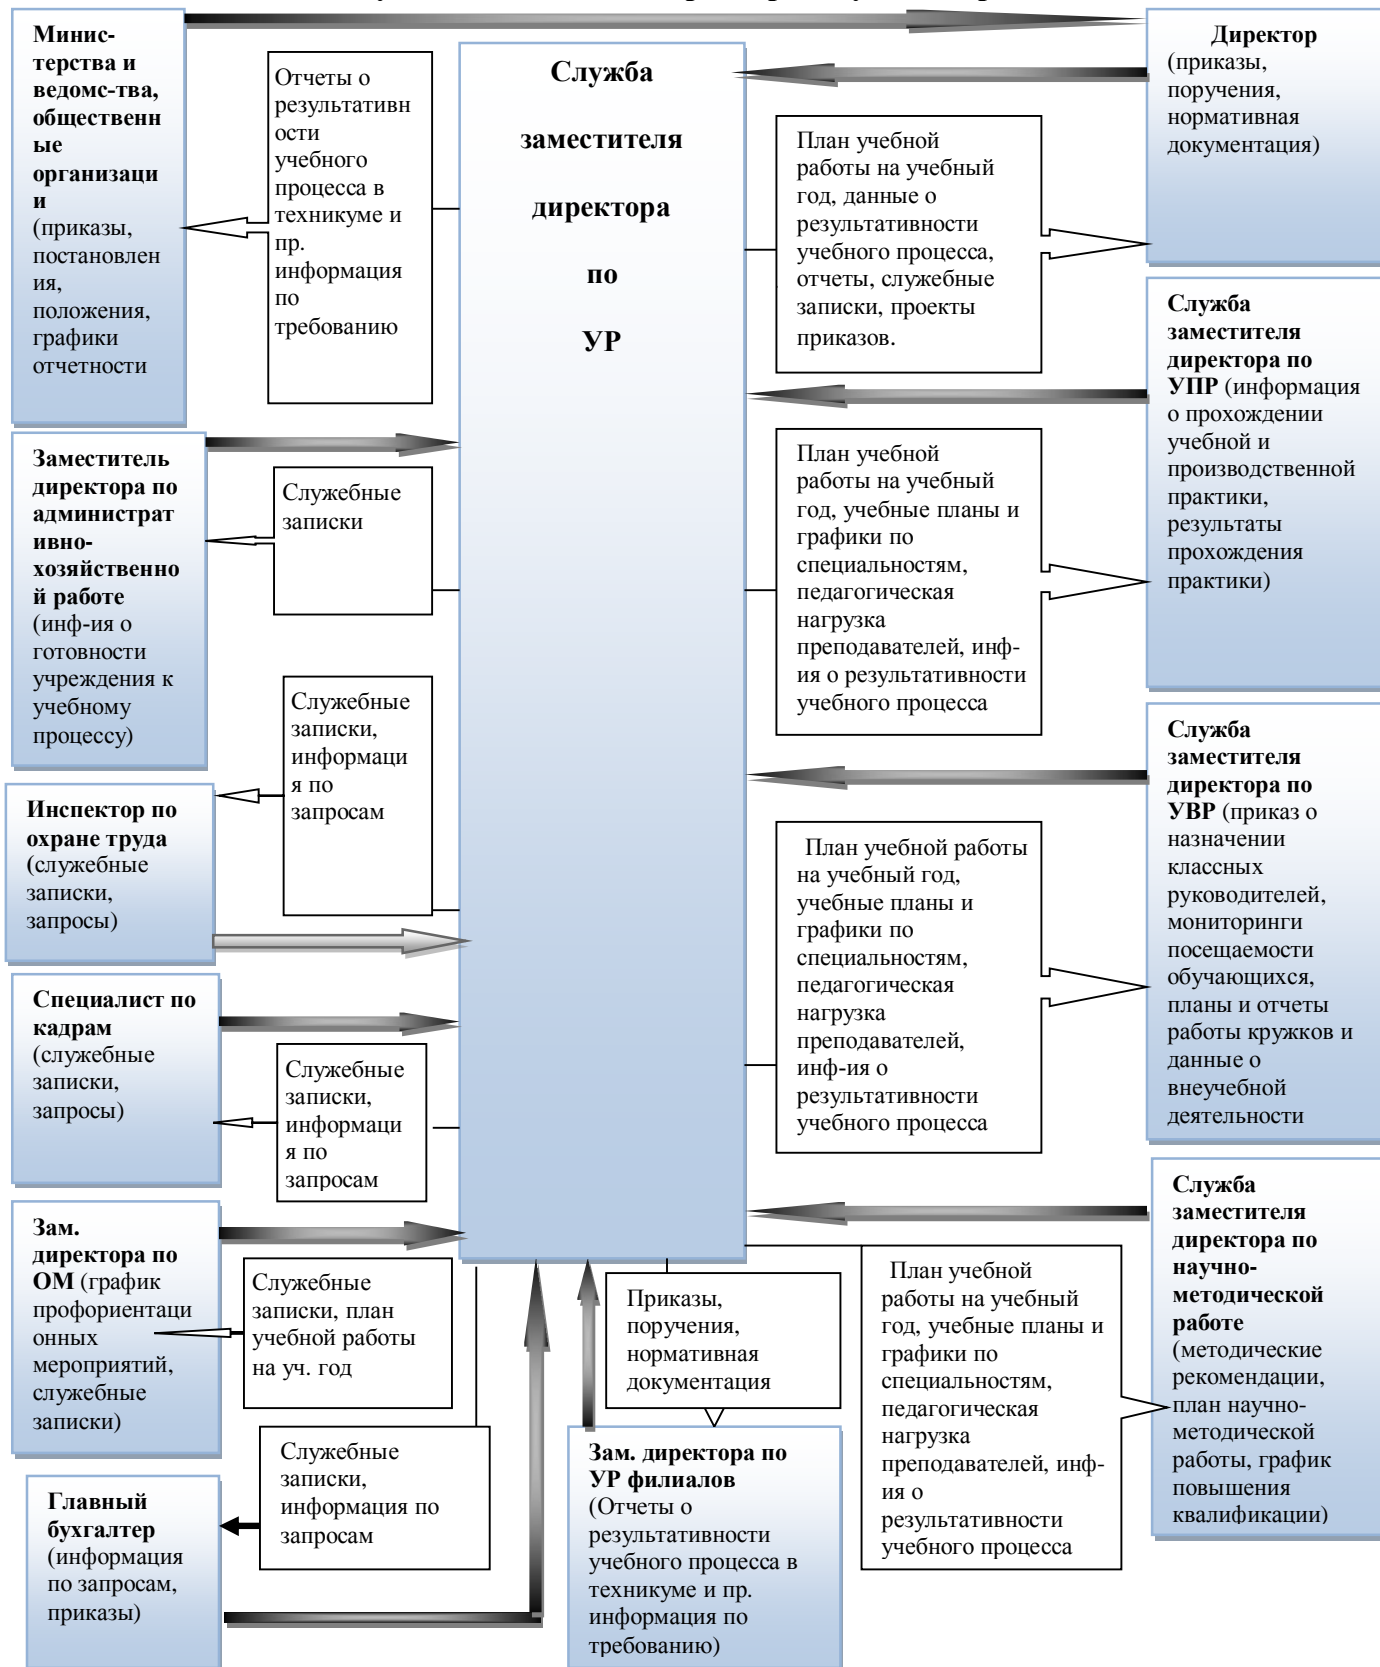 Минис-
терства и
ведомс-тва,
общественн
ые
организаци
и
(приказы,
постановлен
ия,
положения,
графики
отчетности
Отчеты о
результативн
ости
учебного
процесса в
техникуме и
пр.
информация
по
требованию
Служба
заместителя
директора
по
УР
Директор
(приказы,
поручения,
нормативная
документация)
План учебной
работы на учебный
год, данные о
результативности
учебного процесса,
отчеты, служебные
записки, проекты
приказов.
Служба
заместителя
директора по
УПР (информация
о прохождении
учебной и
производственной
практики,
результаты
прохождения
практики)
Заместитель
директора по
администрат
ивно-
хозяйственно
й работе
(инф-ия о
готовности
учреждения к
учебному
процессу)
Служебные
записки
План учебной
работы на учебный
год, учебные планы и
графики по
специальностям,
педагогическая
нагрузка
преподавателей, инф-
ия о результативности
учебного процесса
Служебные
записки,
информаци
я по
запросам
Инспектор по
охране труда
(служебные
записки,
запросы)
Служба
заместителя
директора по
УВР (приказ о
назначении
классных
руководителей,
мониторинги
посещаемости
обучающихся,
планы и отчеты
работы кружков и
данные о
внеучебной
деятельности
План учебной работы
на учебный год,
учебные планы и
графики по
специальностям,
педагогическая
нагрузка
преподавателей,
инф-ия о
результативности
учебного процесса
Специалист по
кадрам
(служебные
записки,
запросы)
Служебные
записки,
информаци
я по
запросам
Зам.
директора по
ОМ (график
профориентаци
онных
мероприятий,
служебные
записки)
Служебные
записки, план
учебной работы
на уч. год
Приказы,
поручения,
нормативная
документация
План учебной
работы на учебный
год, учебные планы и
графики по
специальностям,
педагогическая
нагрузка
преподавателей, инф-
ия о
результативности
учебного процесса
Служба
заместителя
директора по
научно-
методической
работе
(методические
рекомендации,
план научно-
методической
работы, график
повышения
квалификации)
Служебные
записки,
информация по
запросам
Главный
бухгалтер
(информация
по запросам,
приказы)
Зам. директора по
УР филиалов
(Отчеты о
результативности
учебного процесса в
техникуме и пр.
информация по
требованию)